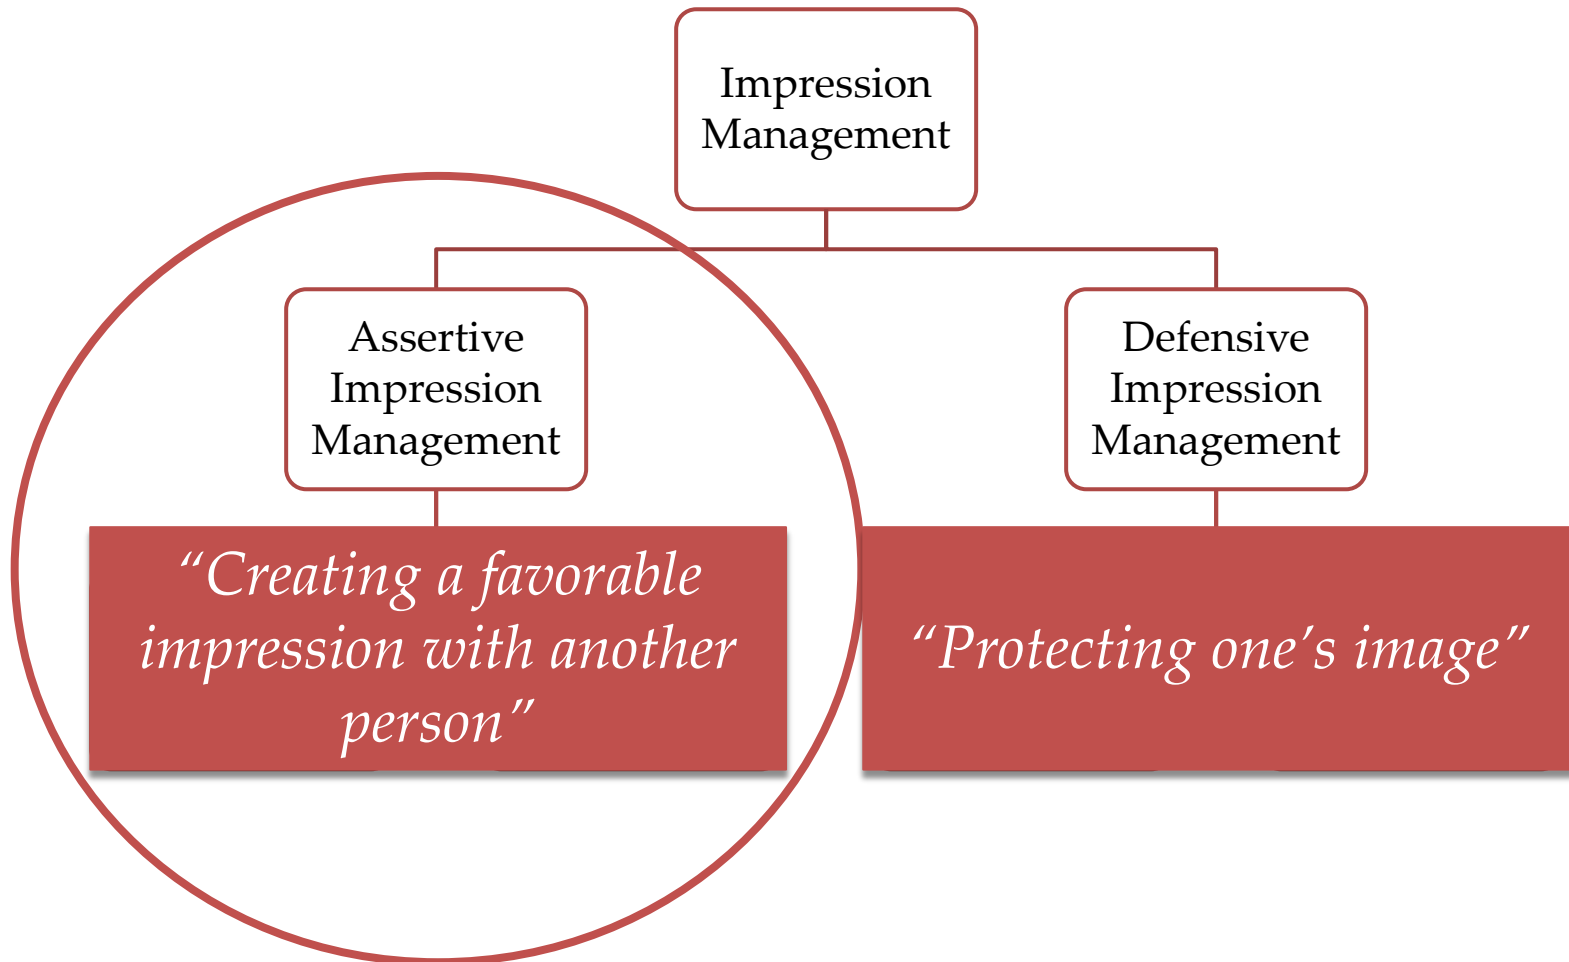 Impression
Management
Assertive
Impression
Management
Defensive
Impression
Management
“Creating a favorable
impression with another
person”
“Protecting one’s image”